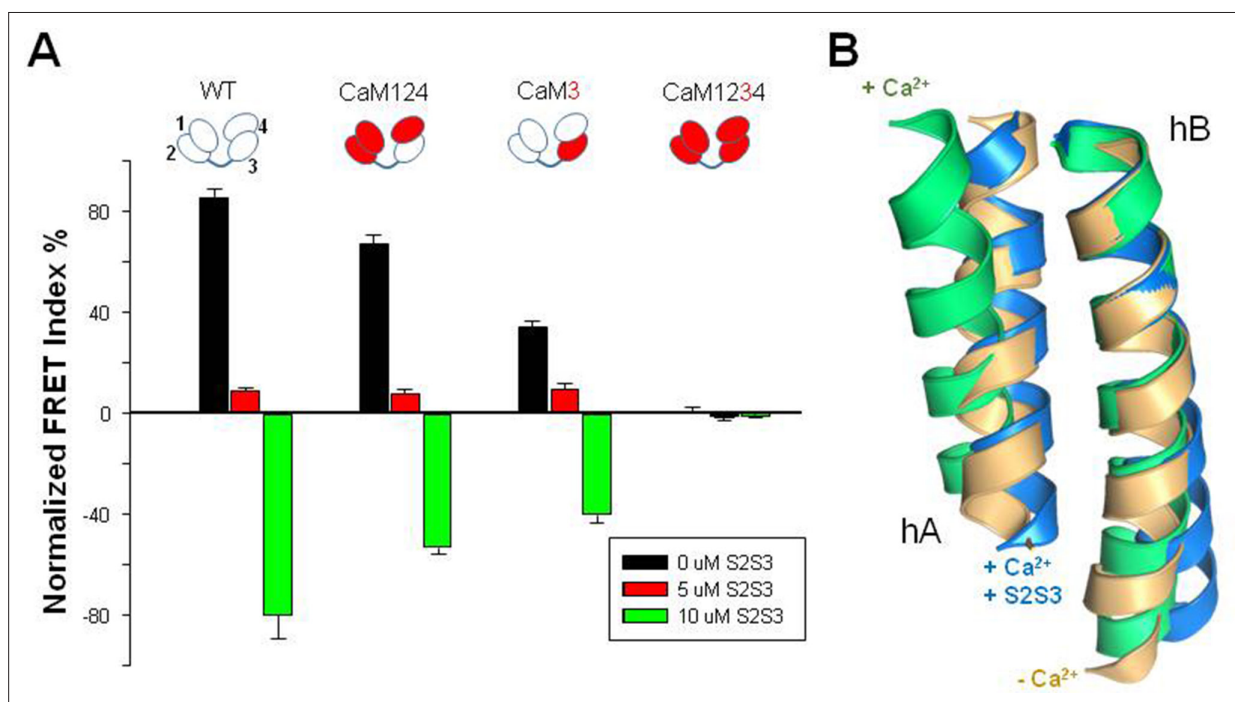 A
B
WT
CaM124
CaM3
CaM1234
1
4
2
3
Normalized FRET Index %
80
40
0
-40
-80
0 uM S2S3
5 uM S2S3
10 uM S2S3
+ Ca²⁺
hB
hA
+ Ca²⁺
+ S2S3
- Ca²⁺